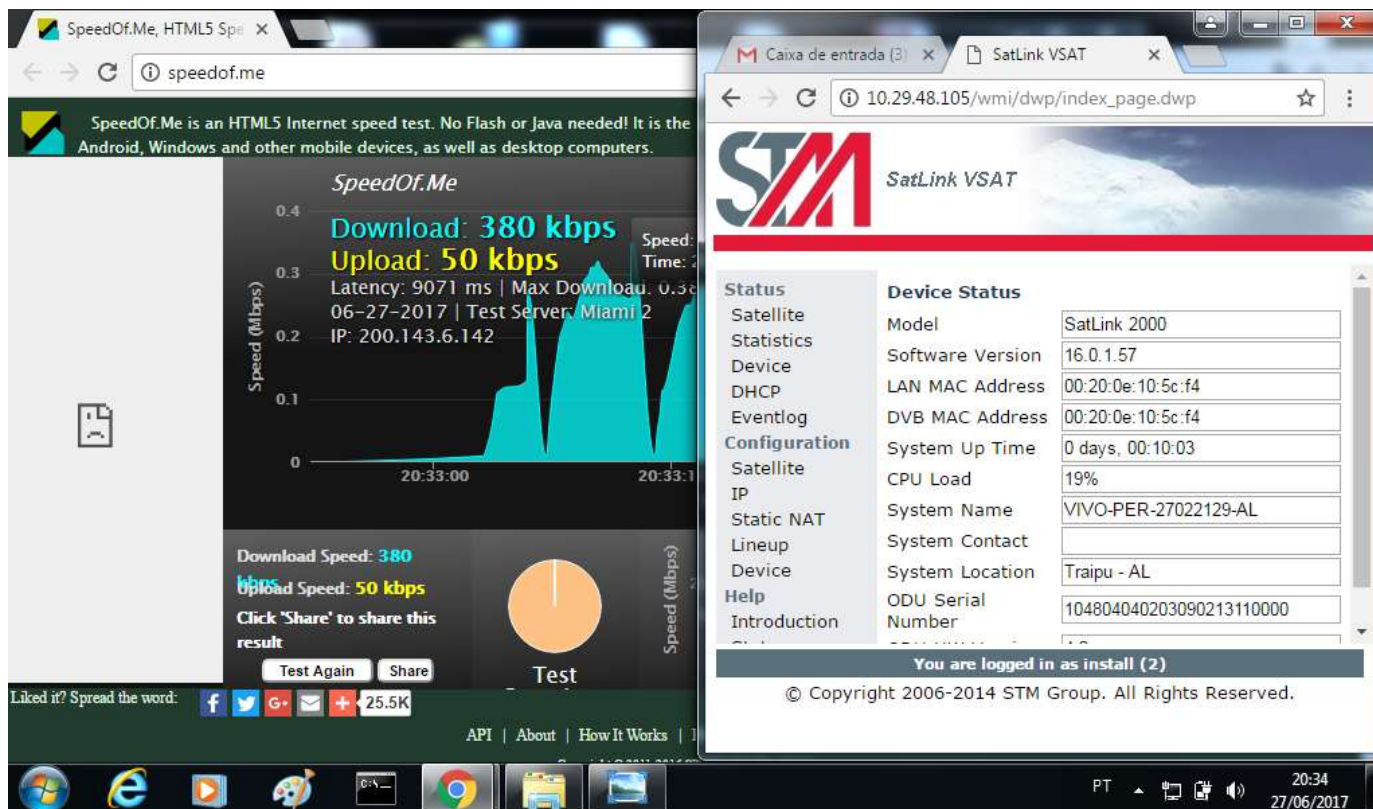 SpeedOf.Me, HTML5 Spe
speedof.me
SpeedOf.Me is an HTML5 Internet speed test. No Flash or Java needed! It is the
Android, Windows and other mobile devices, as well as desktop computers.
SpeedOf.Me
Download: 380 kbps
Upload: 50 kbps
Latency: 9071 ms | Max Download: 0.38
06-27-2017 | Test Server: Miami 2
IP: 200.143.6.142
Speed:
Time: 2
Speed (Mbps)
0.4
0.3
0.2
0.1
0
20:33:00
20:33:1
Download Speed: 380
kbps
Upload Speed: 50 kbps
Click 'Share' to share this
result
Test Again
Share
Test
Speed (Mbps)
Liked it? Spread the word:
25.5K
API | About | How It Works |
Caixa de entrada (3)
SatLink VSAT
10.29.48.105/wmi/dwp/index_page.dwp
STM
SatLink VSAT
Status
Satellite
Statistics
Device
DHCP
Eventlog
Configuration
Satellite
IP
Static NAT
Lineup
Device
Help
Introduction
Device Status
Model SatLink 2000
Software Version 16.0.1.57
LAN MAC Address 00:20:0e:10:5c:f4
DVB MAC Address 00:20:0e:10:5c:f4
System Up Time 0 days, 00:10:03
CPU Load 19%
System Name VIVO-PER-27022129-AL
System Contact
System Location Traipu - AL
ODU Serial
Number 104804040203090213110000
You are logged in as install (2)
© Copyright 2006-2014 STM Group. All Rights Reserved.
PT
20:34
27/06/2017